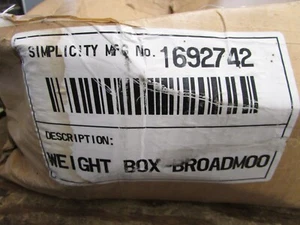 SIMPLICITY MFG No. 1692742
DESCRIPTION:
WEIGHT BOX-BROADMOO